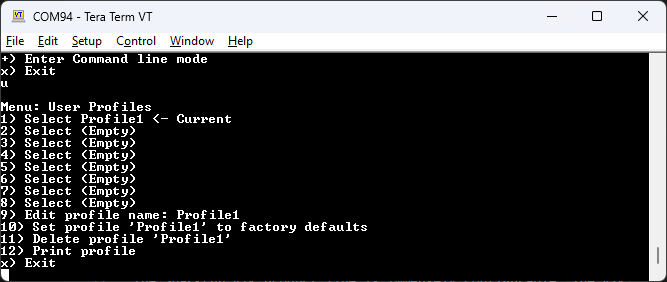 COM94 - Tera Term VT
File Edit Setup Control Window Help
+) Enter Command line mode
x) Exit
u
Menu: User Profiles
1) Select Profile1 <- Current
2) Select (Empty)
3) Select (Empty)
4) Select (Empty)
5) Select (Empty)
6) Select (Empty)
7) Select (Empty)
8) Select (Empty)
9) Edit profile name: Profile1
10) Set profile 'Profile1' to factory defaults
11) Delete profile 'Profile1'
12) Print profile
x) Exit